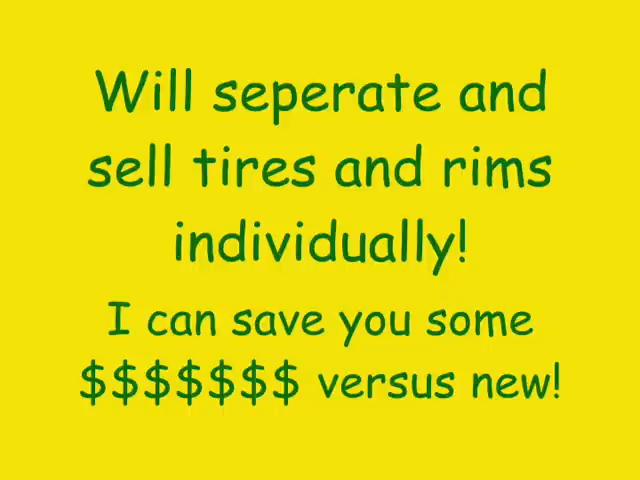 Will seperate and
sell tires and rims
individually!
I can save you some
$$$$$$$ versus new!